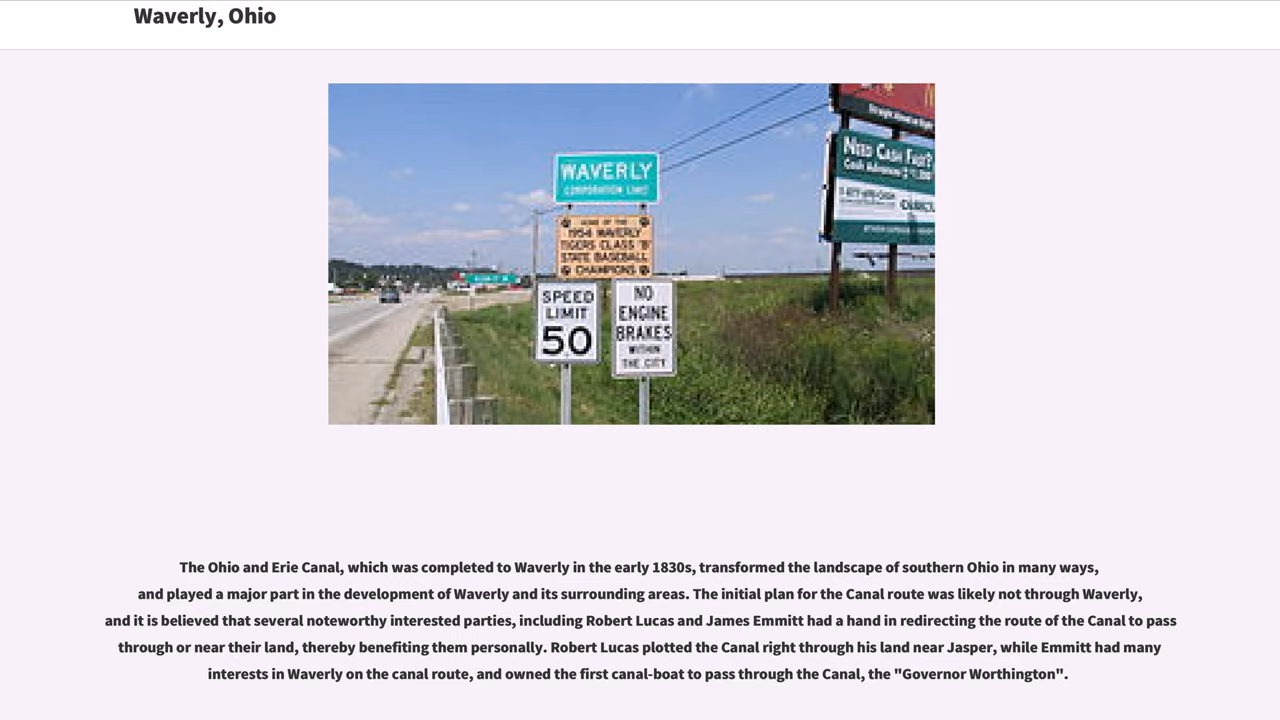 Waverly, Ohio
WAVERLY
CORPORATION LIMIT
HOME OF THE
1954 WAVERLY
TIGERS CLASS "B"
STATE BASEBALL
CHAMPIONS
SPEED
LIMIT
50
NO
ENGINE
BRAKES
WITHIN
THE CITY
NEED CASH FAST?
Cash Advances
The Ohio and Erie Canal, which was completed to Waverly in the early 1830s, transformed the landscape of southern Ohio in many ways,
and played a major part in the development of Waverly and its surrounding areas. The initial plan for the Canal route was likely not through Waverly,
and it is believed that several noteworthy interested parties, including Robert Lucas and James Emmitt had a hand in redirecting the route of the Canal to pass
through or near their land, thereby benefiting them personally. Robert Lucas plotted the Canal right through his land near Jasper, while Emmitt had many
interests in Waverly on the canal route, and owned the first canal-boat to pass through the Canal, the "Governor Worthington".